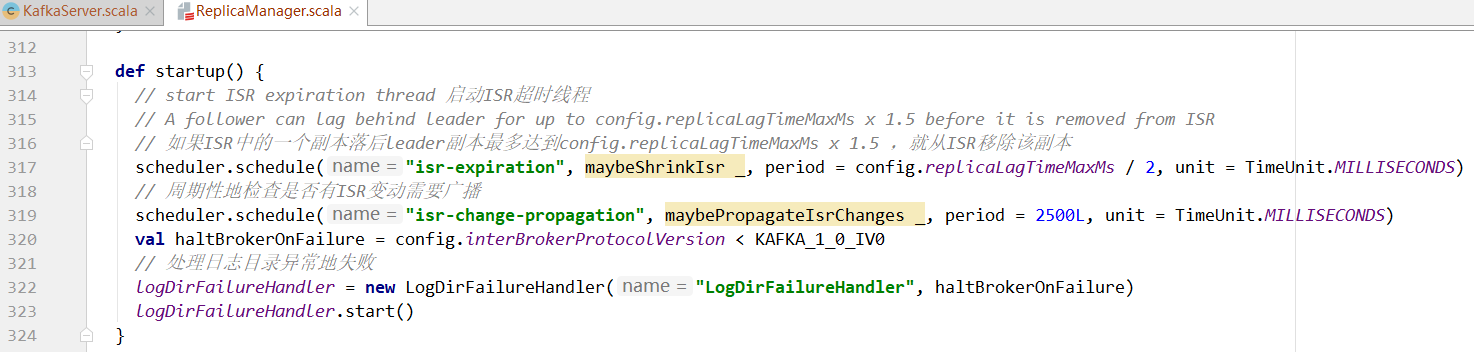 KafkaServer.scala × ReplicaManager.scala ×
312
313 def startup() {
314 // start ISR expiration thread 启动ISR超时线程
315 // A follower can lag behind leader for up to config.replicaLagTimeMaxMs x 1.5 before it is removed from ISR
316 // 如果ISR中的一个副本落后leader副本最多达到config.replicaLagTimeMaxMs x 1.5 ，就从ISR移除该副本
317 scheduler.schedule( name = "isr-expiration", maybeShrinkIsr _, period = config.replicaLagTimeMaxMs / 2, unit = TimeUnit.MILLISECONDS)
318 // 周期性地检查是否有ISR变动需要广播
319 scheduler.schedule( name = "isr-change-propagation", maybePropagateIsrChanges _, period = 2500L, unit = TimeUnit.MILLISECONDS)
320 val haltBrokerOnFailure = config.interBrokerProtocolVersion < KAFKA_1_0_IV0
321 // 处理日志目录异常地失败
322 logDirFailureHandler = new LogDirFailureHandler( name = "LogDirFailureHandler", haltBrokerOnFailure)
323 logDirFailureHandler.start()
324 }